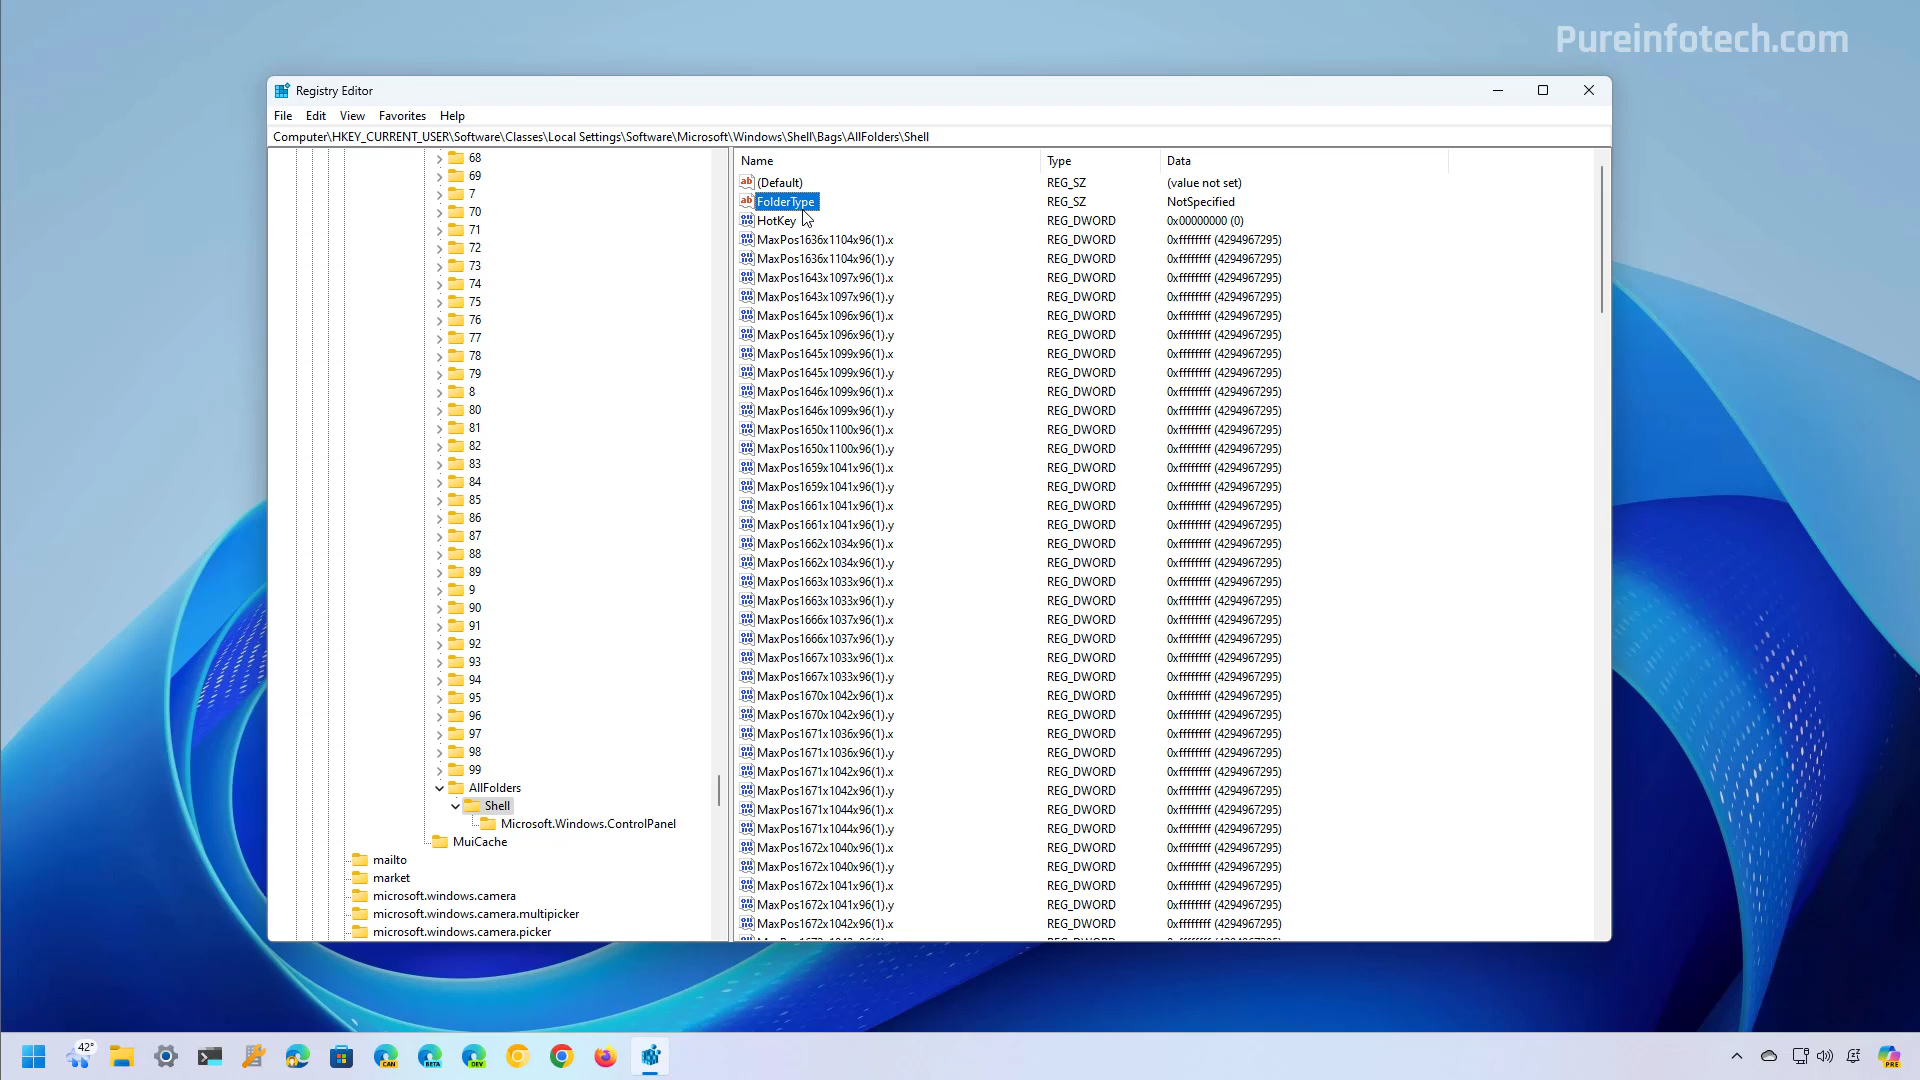 Pureinfotech.com
Registry Editor
File Edit View Favorites Help
Computer\HKEY_CURRENT_USER\Software\Classes\Local Settings\Software\Microsoft\Windows\Shell\Bags\AllFolders\Shell
68
69
7
70
71
72
73
74
75
76
77
78
79
8
80
81
82
83
84
85
86
87
88
89
9
90
91
92
93
94
95
96
97
98
99
AllFolders
Shell
Microsoft.Windows.ControlPanel
MuiCache
mailto
market
microsoft.windows.camera
microsoft.windows.camera.multipicker
microsoft.windows.camera.picker
Name Type Data
(Default) REG_SZ (value not set)
FolderType REG_SZ NotSpecified
HotKey REG_DWORD 0x00000000 (0)
MaxPos1636x1104x96(1).x REG_DWORD 0xffffffff (4294967295)
MaxPos1636x1104x96(1).y REG_DWORD 0xffffffff (4294967295)
MaxPos1643x1097x96(1).x REG_DWORD 0xffffffff (4294967295)
MaxPos1643x1097x96(1).y REG_DWORD 0xffffffff (4294967295)
MaxPos1645x1096x96(1).x REG_DWORD 0xffffffff (4294967295)
MaxPos1645x1096x96(1).y REG_DWORD 0xffffffff (4294967295)
MaxPos1645x1099x96(1).x REG_DWORD 0xffffffff (4294967295)
MaxPos1645x1099x96(1).y REG_DWORD 0xffffffff (4294967295)
MaxPos1646x1099x96(1).x REG_DWORD 0xffffffff (4294967295)
MaxPos1646x1099x96(1).y REG_DWORD 0xffffffff (4294967295)
MaxPos1650x1100x96(1).x REG_DWORD 0xffffffff (4294967295)
MaxPos1650x1100x96(1).y REG_DWORD 0xffffffff (4294967295)
MaxPos1659x1041x96(1).x REG_DWORD 0xffffffff (4294967295)
MaxPos1659x1041x96(1).y REG_DWORD 0xffffffff (4294967295)
MaxPos1661x1041x96(1).x REG_DWORD 0xffffffff (4294967295)
MaxPos1661x1041x96(1).y REG_DWORD 0xffffffff (4294967295)
MaxPos1662x1034x96(1).x REG_DWORD 0xffffffff (4294967295)
MaxPos1662x1034x96(1).y REG_DWORD 0xffffffff (4294967295)
MaxPos1663x1033x96(1).x REG_DWORD 0xffffffff (4294967295)
MaxPos1663x1033x96(1).y REG_DWORD 0xffffffff (4294967295)
MaxPos1666x1037x96(1).x REG_DWORD 0xffffffff (4294967295)
MaxPos1666x1037x96(1).y REG_DWORD 0xffffffff (4294967295)
MaxPos1667x1033x96(1).x REG_DWORD 0xffffffff (4294967295)
MaxPos1667x1033x96(1).y REG_DWORD 0xffffffff (4294967295)
MaxPos1670x1042x96(1).x REG_DWORD 0xffffffff (4294967295)
MaxPos1670x1042x96(1).y REG_DWORD 0xffffffff (4294967295)
MaxPos1671x1036x96(1).x REG_DWORD 0xffffffff (4294967295)
MaxPos1671x1036x96(1).y REG_DWORD 0xffffffff (4294967295)
MaxPos1671x1042x96(1).x REG_DWORD 0xffffffff (4294967295)
MaxPos1671x1042x96(1).y REG_DWORD 0xffffffff (4294967295)
MaxPos1671x1044x96(1).x REG_DWORD 0xffffffff (4294967295)
MaxPos1671x1044x96(1).y REG_DWORD 0xffffffff (4294967295)
MaxPos1672x1040x96(1).x REG_DWORD 0xffffffff (4294967295)
MaxPos1672x1040x96(1).y REG_DWORD 0xffffffff (4294967295)
MaxPos1672x1041x96(1).x REG_DWORD 0xffffffff (4294967295)
MaxPos1672x1041x96(1).y REG_DWORD 0xffffffff (4294967295)
MaxPos1672x1042x96(1).x REG_DWORD 0xffffffff (4294967295)
42°
CAN
BETA
DEV
PRE